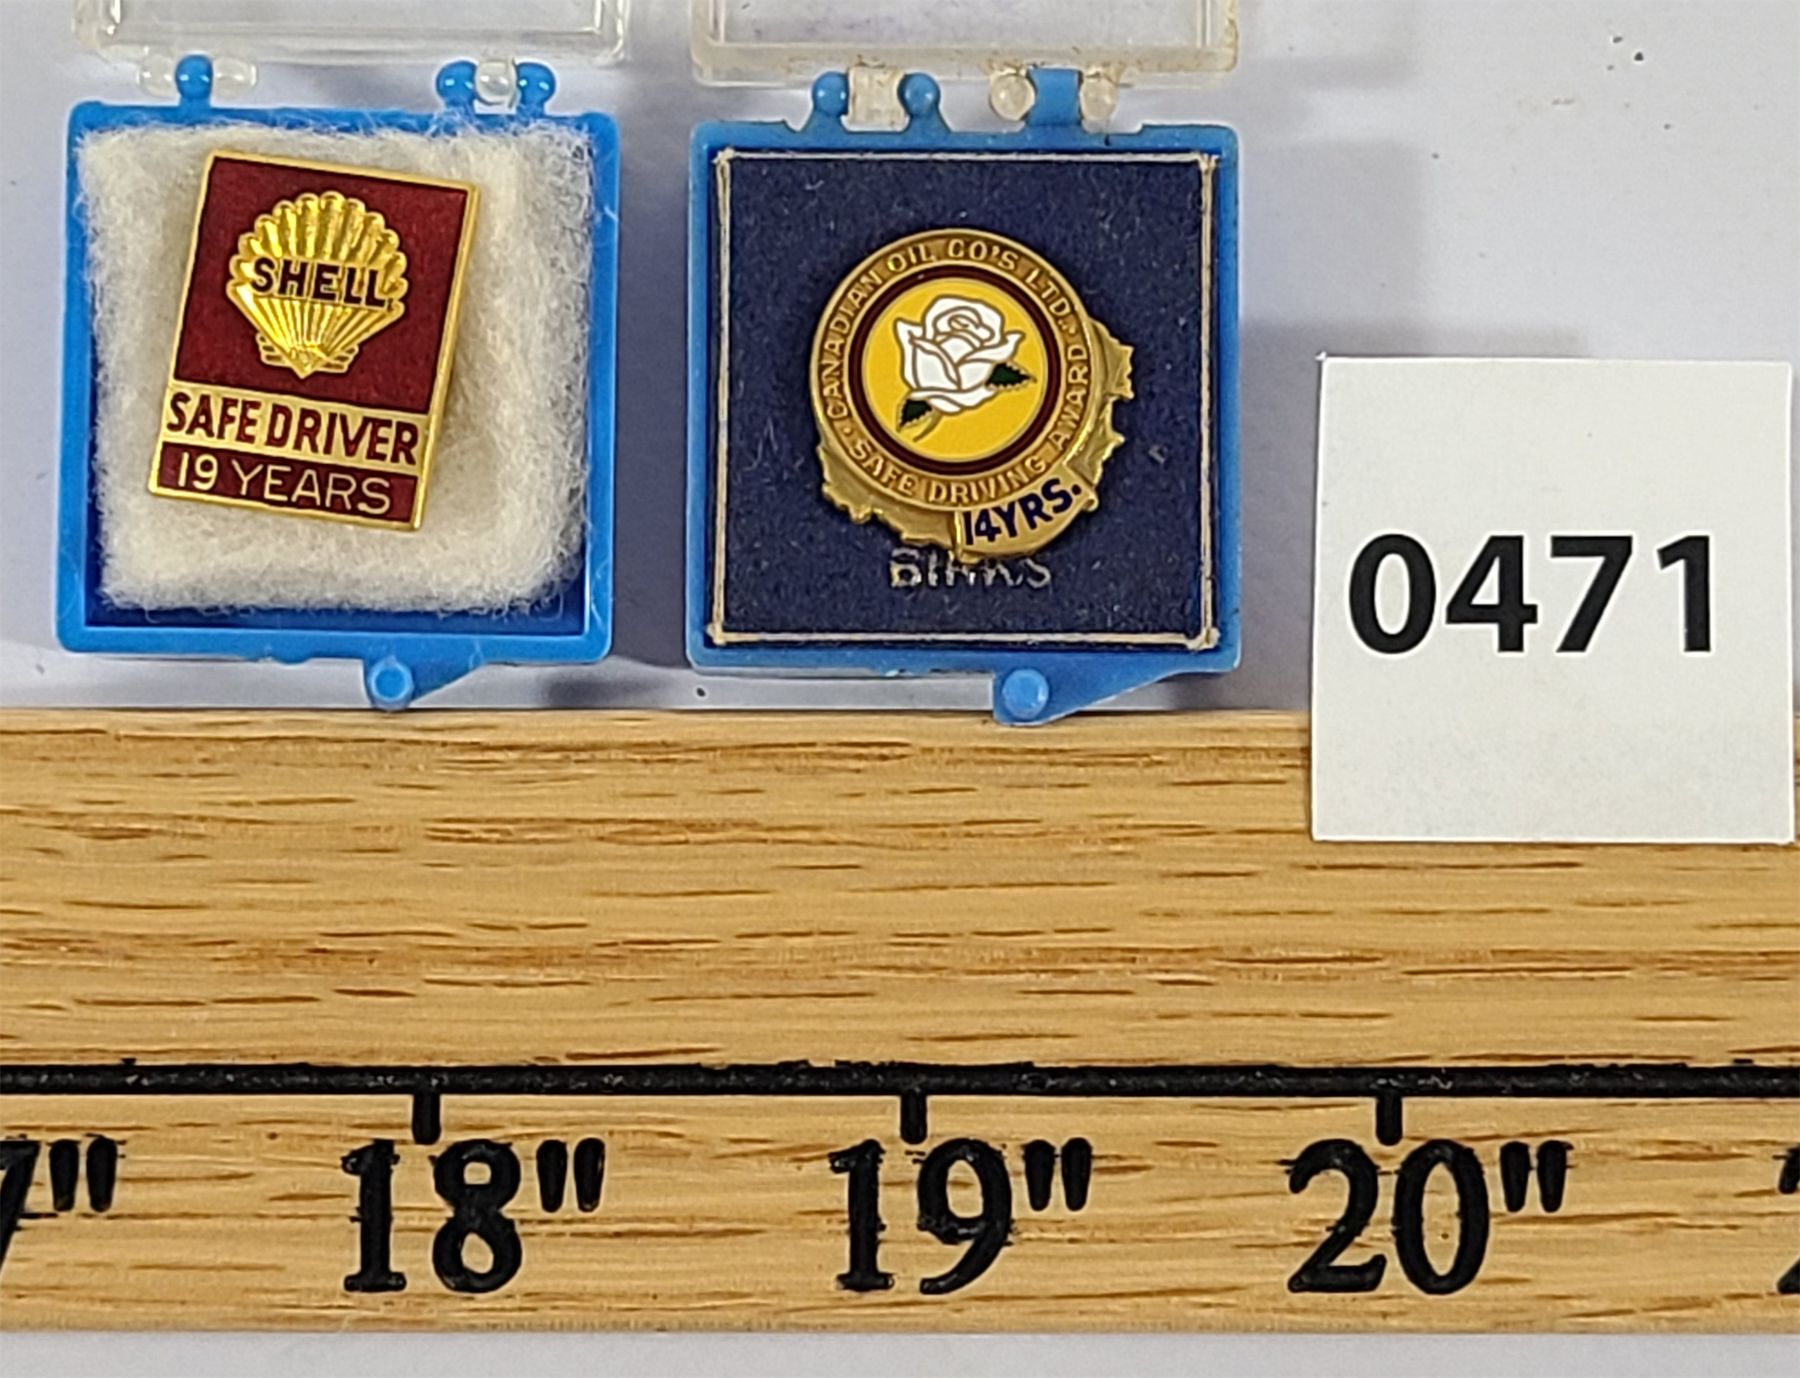 SHELL
SAFE DRIVER
19 YEARS
CANADIAN OIL CO'S LTD.
SAFE DRIVING AWARD
14YRS.
BIRKS
0471
7"
18"
19"
20"